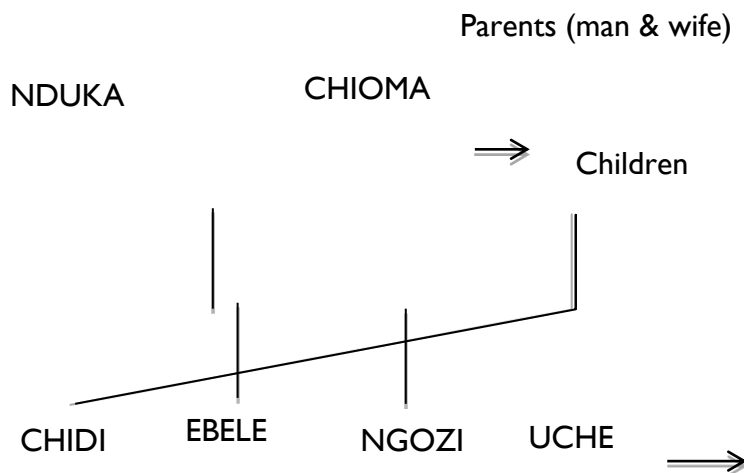 Parents (man & wife)
NDUKA CHIOMA
Children
CHIDI EBELE NGOZI UCHE